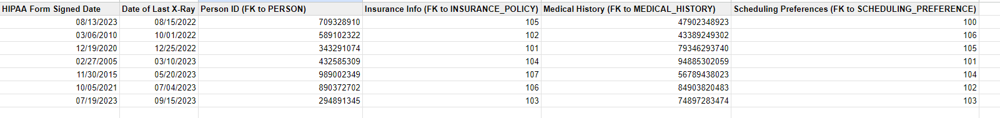 HIPAA Form Signed Date Date of Last X-Ray Person ID (FK to PERSON) Insurance Info (FK to INSURANCE_POLICY) Medical History (FK to MEDICAL_HISTORY) Scheduling Preferences (FK to SCHEDULING_PREFERENCE)
08/13/2023 08/15/2022 709328910 105 47902348923 100
03/06/2010 10/01/2022 589102322 102 43389249302 106
12/19/2020 12/25/2022 343291074 101 79346293740 105
02/27/2005 03/10/2023 432585309 104 94885302059 101
11/30/2015 05/20/2023 989002349 107 56789438023 104
10/05/2021 07/04/2023 890372702 106 84903820483 102
07/19/2023 09/15/2023 294891345 103 74897283474 103